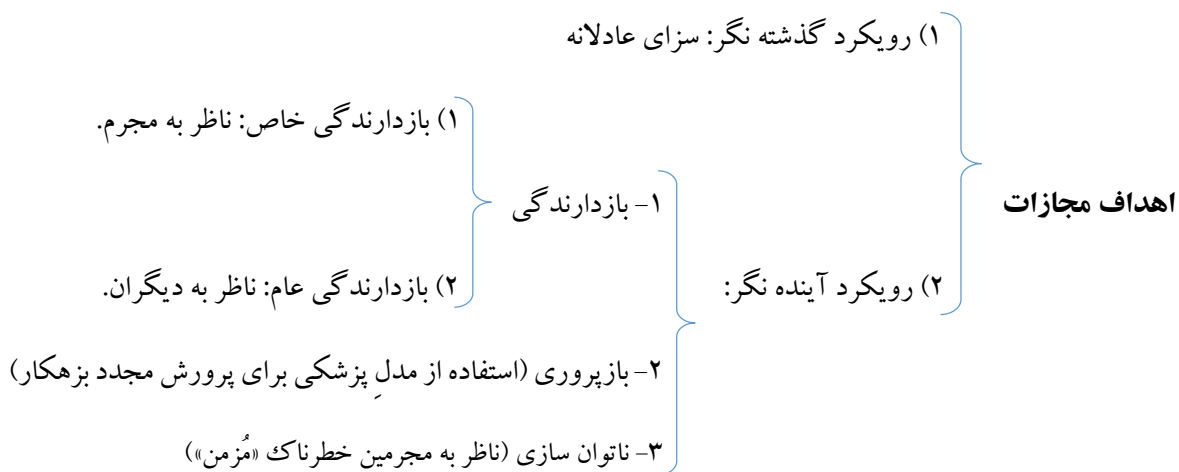 اهداف مجازات
۱) رویکرد گذشته نگر: سزای عادلانه
۲) رویکرد آینده نگر:
۱- بازدارندگی
۱) بازدارندگی خاص: ناظر به مجرم.
۲) بازدارندگی عام: ناظر به دیگران.
۲- بازپروری (استفاده از مدلِ پزشکی برای پرورش مجدد بزهکار)
۳- ناتوان سازی (ناظر به مجرمین خطرناک «مُزمن»)